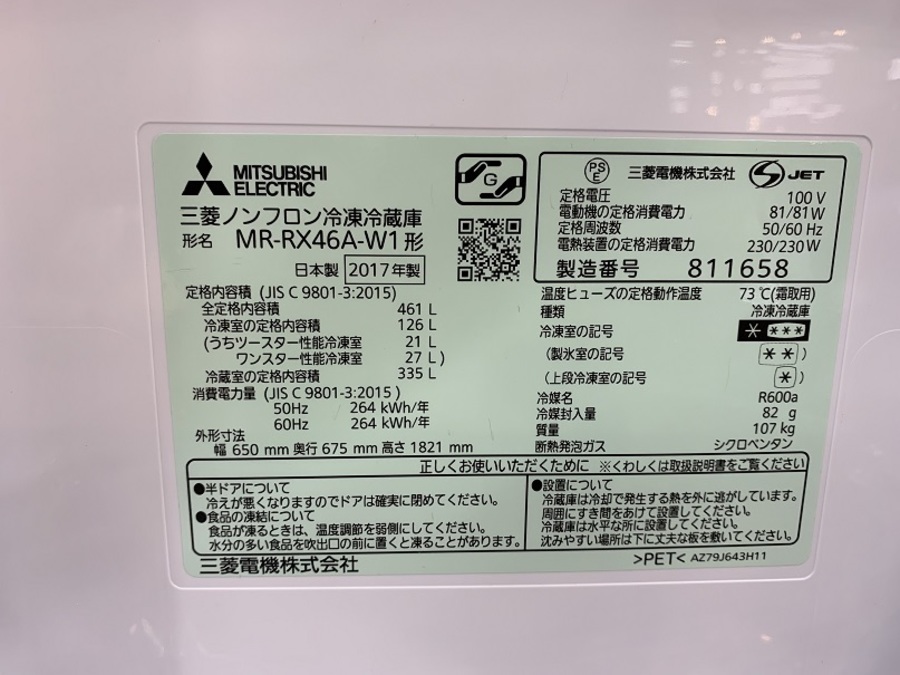 MITSUBISHI
ELECTRIC
三菱ノンフロン冷凍冷蔵庫
形名 MR-RX46A-W1形
日本製 2017年製
G
PS
E
三菱電機株式会社 JET
定格電圧 100 V
電動機の定格消費電力 81/81W
定格周波数 50/60 Hz
電熱装置の定格消費電力 230/230W
製造番号 811658
定格内容積 (JIS C 9801-3:2015)
全定格内容積 461 L
冷凍室の定格内容積 126 L
(うちツースター性能冷凍室 21 L
ワンスター性能冷凍室 27 L )
冷蔵室の定格内容積 335 L
消費電力量 (JIS C 9801-3:2015 )
50Hz 264 kWh/年
60Hz 264 kWh/年
外形寸法
幅 650 mm 奥行 675 mm 高さ 1821 mm
温度ヒューズの定格動作温度 73 ℃(霜取用)
種類 冷凍冷蔵庫
冷凍室の記号 * ***
(製氷室の記号 ** )
(上段冷凍室の記号 * )
冷媒名 R600a
冷媒封入量 82 g
質量 107 kg
断熱発泡ガス シクロペンタン
正しくお使いいただくために ※くわしくは取扱説明書をご覧ください
●半ドアについて
冷えが悪くなりますのでドアは確実に閉めてください。
●食品の凍結について
食品が凍るときは、温度調節を弱側にしてください。
水分の多い食品を吹出口の前に置くと凍ることがあります。
●設置について
冷蔵庫は冷却で発生する熱を外に逃がしています。
周囲にすき間をあけて設置してください。
冷蔵庫は水平な所に設置してください。
沈みやすい場所は下に丈夫な板を敷いてください。
三菱電機株式会社
>PET< AZ79J643H11